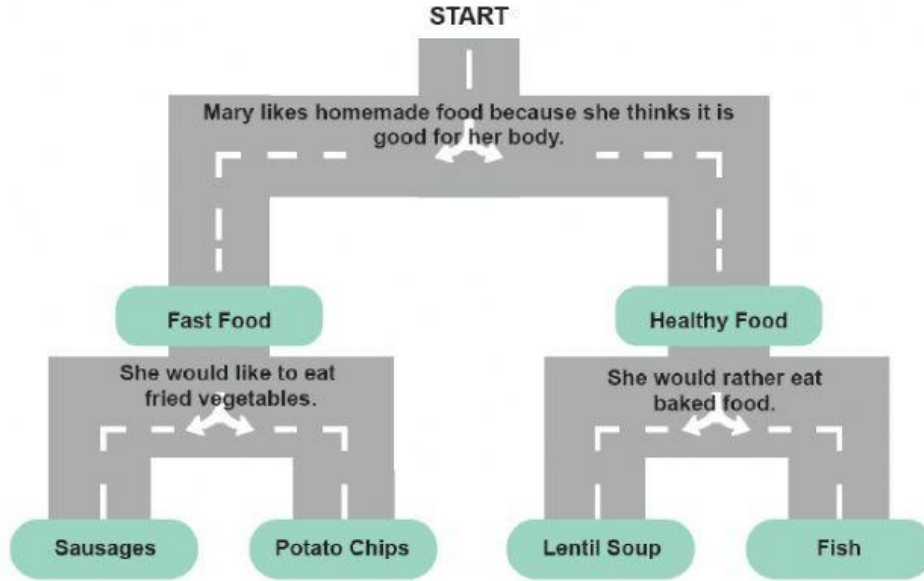 START
Mary likes homemade food because she thinks it is
good for her body.
Fast Food
Healthy Food
She would like to eat
fried vegetables.
She would rather eat
baked food.
Sausages
Potato Chips
Lentil Soup
Fish